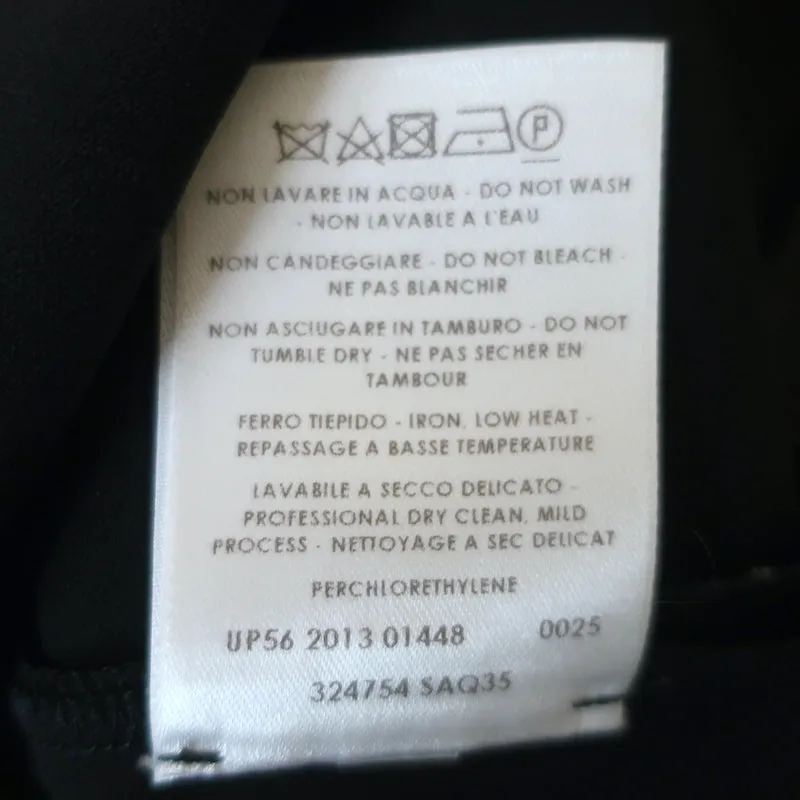 P
NON LAVARE IN ACQUA - DO NOT WASH
- NON LAVABLE A L'EAU
NON CANDEGGIARE - DO NOT BLEACH -
NE PAS BLANCHIR
NON ASCIUGARE IN TAMBURO - DO NOT
TUMBLE DRY - NE PAS SECHER EN
TAMBOUR
FERRO TIEPIDO - IRON, LOW HEAT -
REPASSAGE A BASSE TEMPERATURE
LAVABILE A SECCO DELICATO -
PROFESSIONAL DRY CLEAN, MILD
PROCESS - NETTOYAGE A SEC DELICAT
PERCHLORETHYLENE
UP56 2013 01448 0025
324754 SAQ35